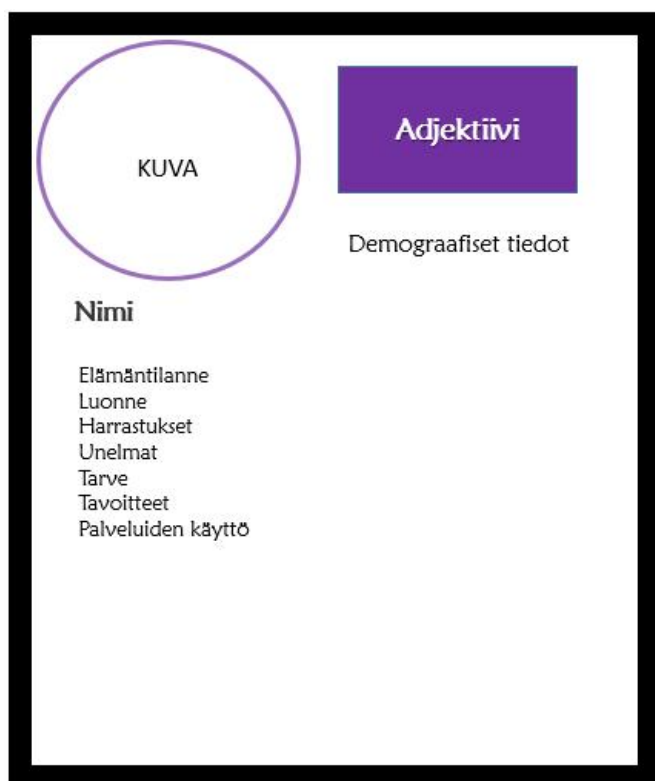 KUVA
Adjektiivi
Demograafiset tiedot
Nimi
Elämäntilanne
Luonne
Harrastukset
Unelmat
Tarve
Tavoitteet
Palveluiden käyttö